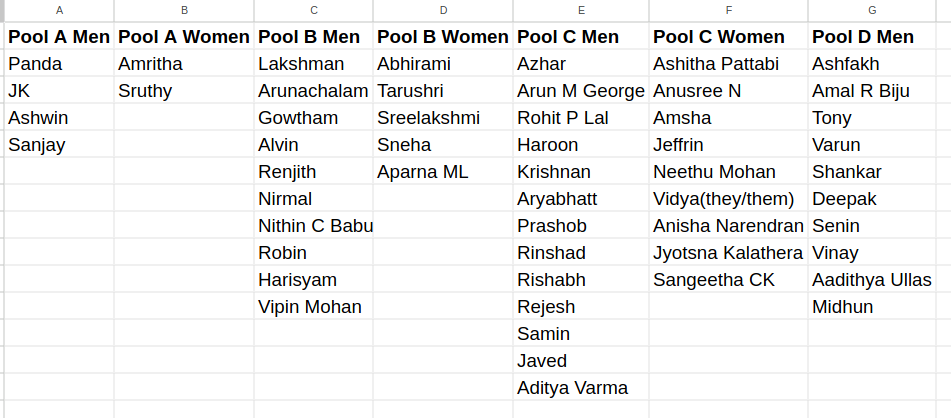 A B C D E F G
Pool A Men Pool A Women Pool B Men Pool B Women Pool C Men Pool C Women Pool D Men
Panda Amritha Lakshman Abhirami Azhar Ashitha Pattabi Ashfakh
JK Sruthy Arunachalam Tarushri Arun M George Anusree N Amal R Biju
Ashwin Gowtham Sreelakshmi Rohit P Lal Amsha Tony
Sanjay Alvin Sneha Haroon Jeffrin Varun
Renjith Aparna ML Krishnan Neethu Mohan Shankar
Nirmal Aryabhatt Vidya(they/them) Deepak
Nithin C Babu Prashob Anisha Narendran Senin
Robin Rinshad Jyotsna Kalathera Vinay
Harisyam Rishabh Sangeetha CK Aadithya Ullas
Vipin Mohan Rejesh Midhun
Samin
Javed
Aditya Varma